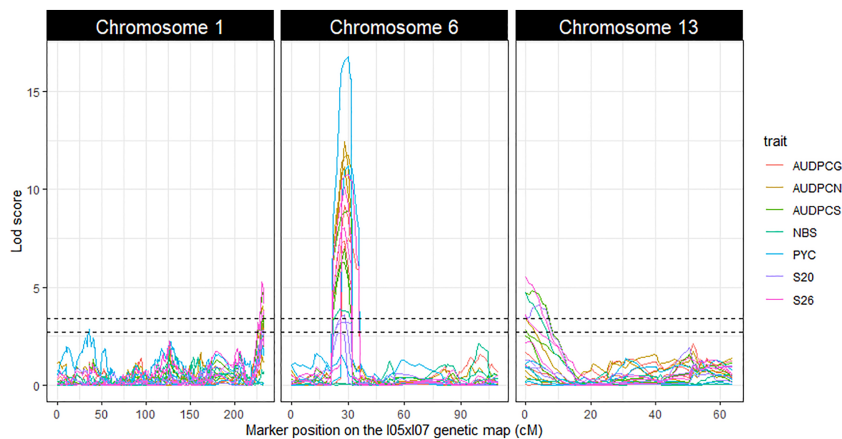 Chromosome 1
Chromosome 6
Chromosome 13
Lod score
15
10
5
0
0 50 100 150 200
0 30 60 90
0 20 40 60
Marker position on the I05xI07 genetic map (cM)
trait
AUDPCG
AUDPCN
AUDPCS
NBS
PYC
S20
S26